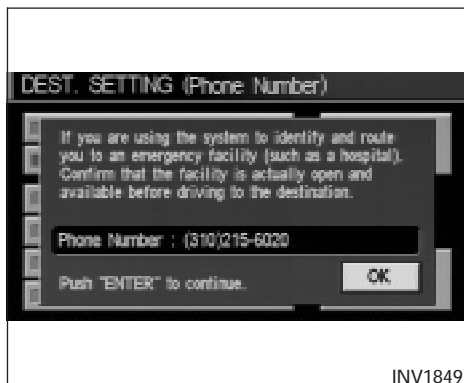 DEST. SETTING (Phone Number)
If you are using the system to identify and route
you to an emergency facility (such as a hospital).
Confirm that the facility is actually open and
available before driving to the destination.
Phone Number : (310)215-6020
Push "ENTER" to continue.
OK
INV1849